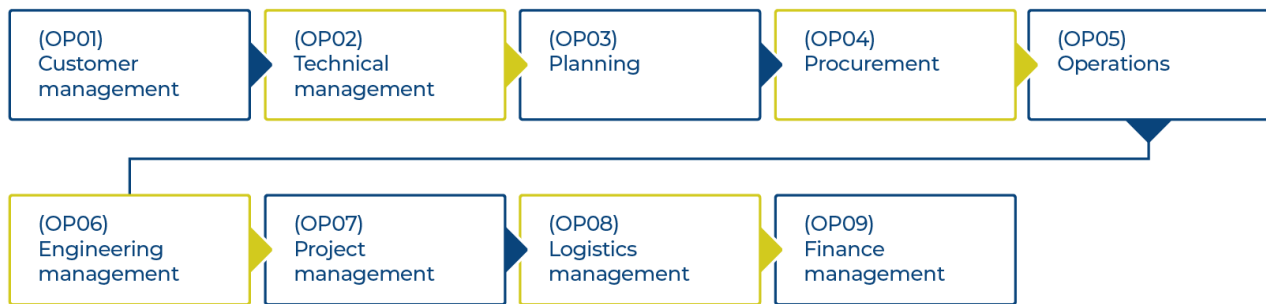 (OP01)
Customer
management
(OP02)
Technical
management
(OP03)
Planning
(OP04)
Procurement
(OP05)
Operations
(OP06)
Engineering
management
(OP07)
Project
management
(OP08)
Logistics
management
(OP09)
Finance
management